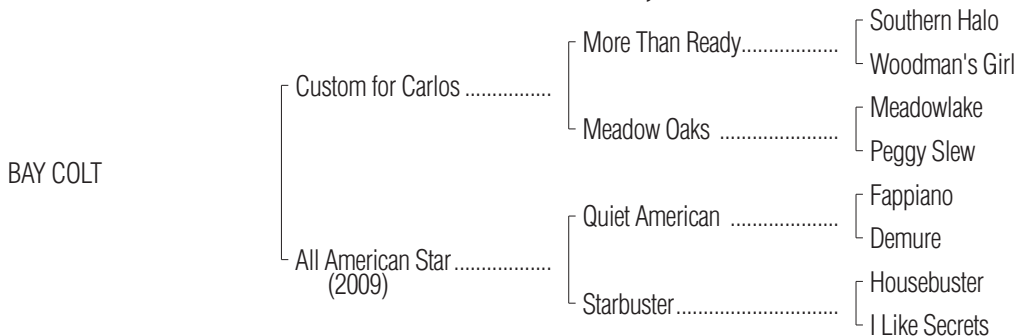 Southern Halo
More Than Ready..................
Woodman's Girl
Custom for Carlos ................
Meadowlake
Meadow Oaks ......................
Peggy Slew
BAY COLT
Fappiano
Quiet American ....................
Demure
All American Star..................
(2009)
Housebuster
Starbuster..............................
I Like Secrets